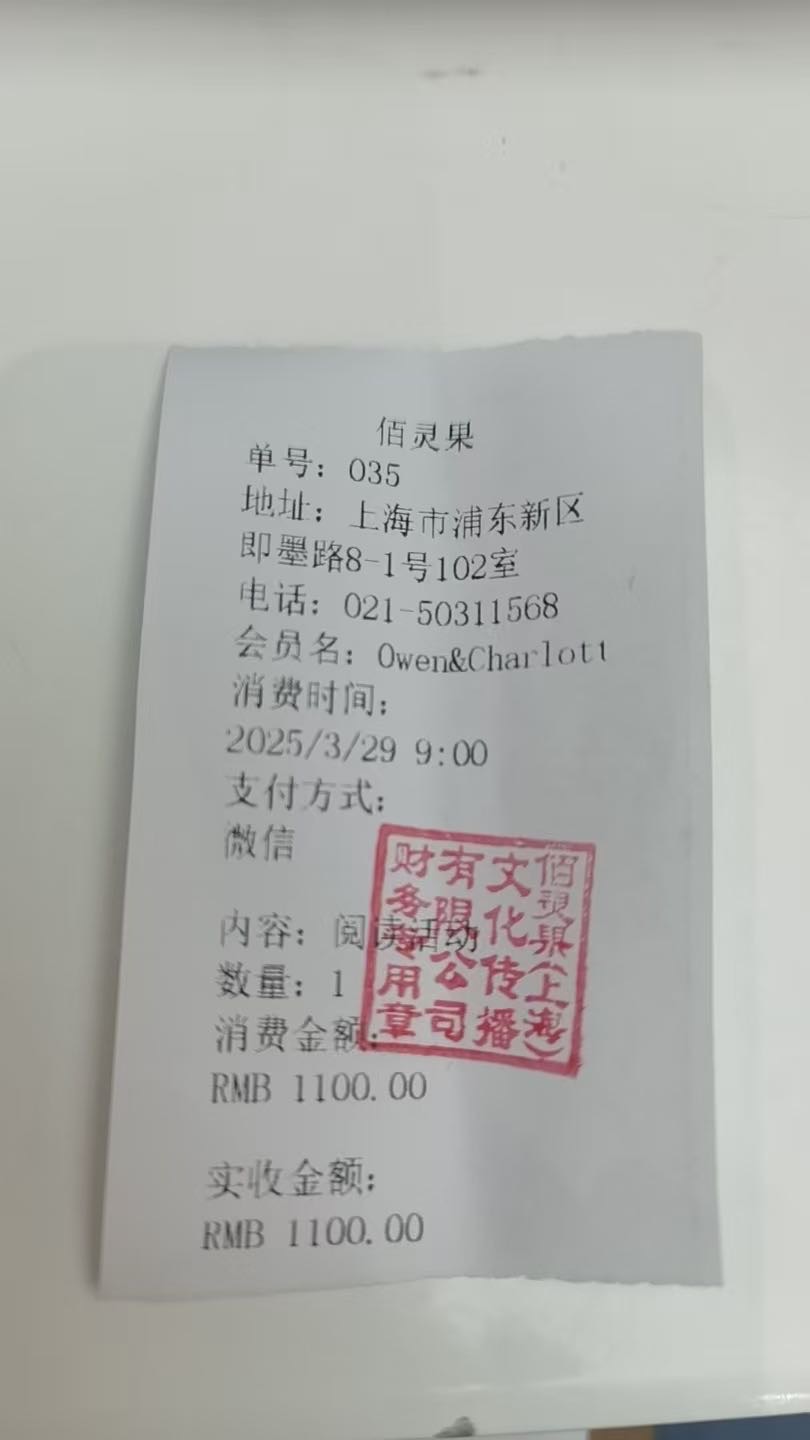 佰灵果
单号：035
地址：上海市浦东新区
即墨路8-1号102室
电话：021-50311568
会员名：Owen&Charlott
消费时间：
2025/3/29 9:00
支付方式：
微信
内容：阅读活动
数量：1
消费金额：
RMB 1100.00
实收金额：
RMB 1100.00
佰灵果（上海）
文化传播
有限公司
财务专用章